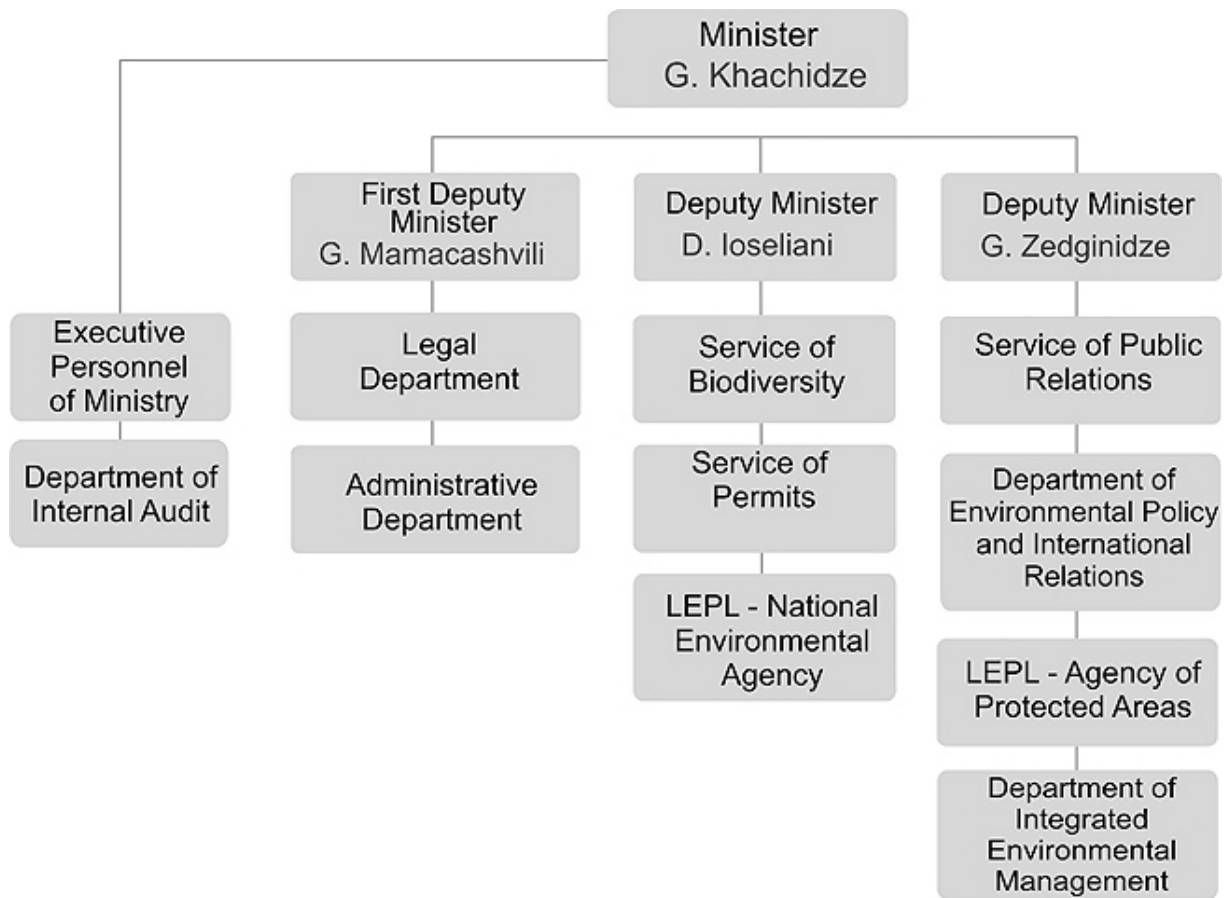 Minister
G. Khachidze
First Deputy
Minister
G. Mamacashvili
Deputy Minister
D. Ioseliani
Deputy Minister
G. Zedginidze
Executive
Personnel
of Ministry
Legal
Department
Service of
Biodiversity
Service of Public
Relations
Department of
Internal Audit
Administrative
Department
Service of
Permits
Department of
Environmental Policy
and International
Relations
LEPL - National
Environmental
Agency
LEPL - Agency of
Protected Areas
Department of
Integrated
Environmental
Management